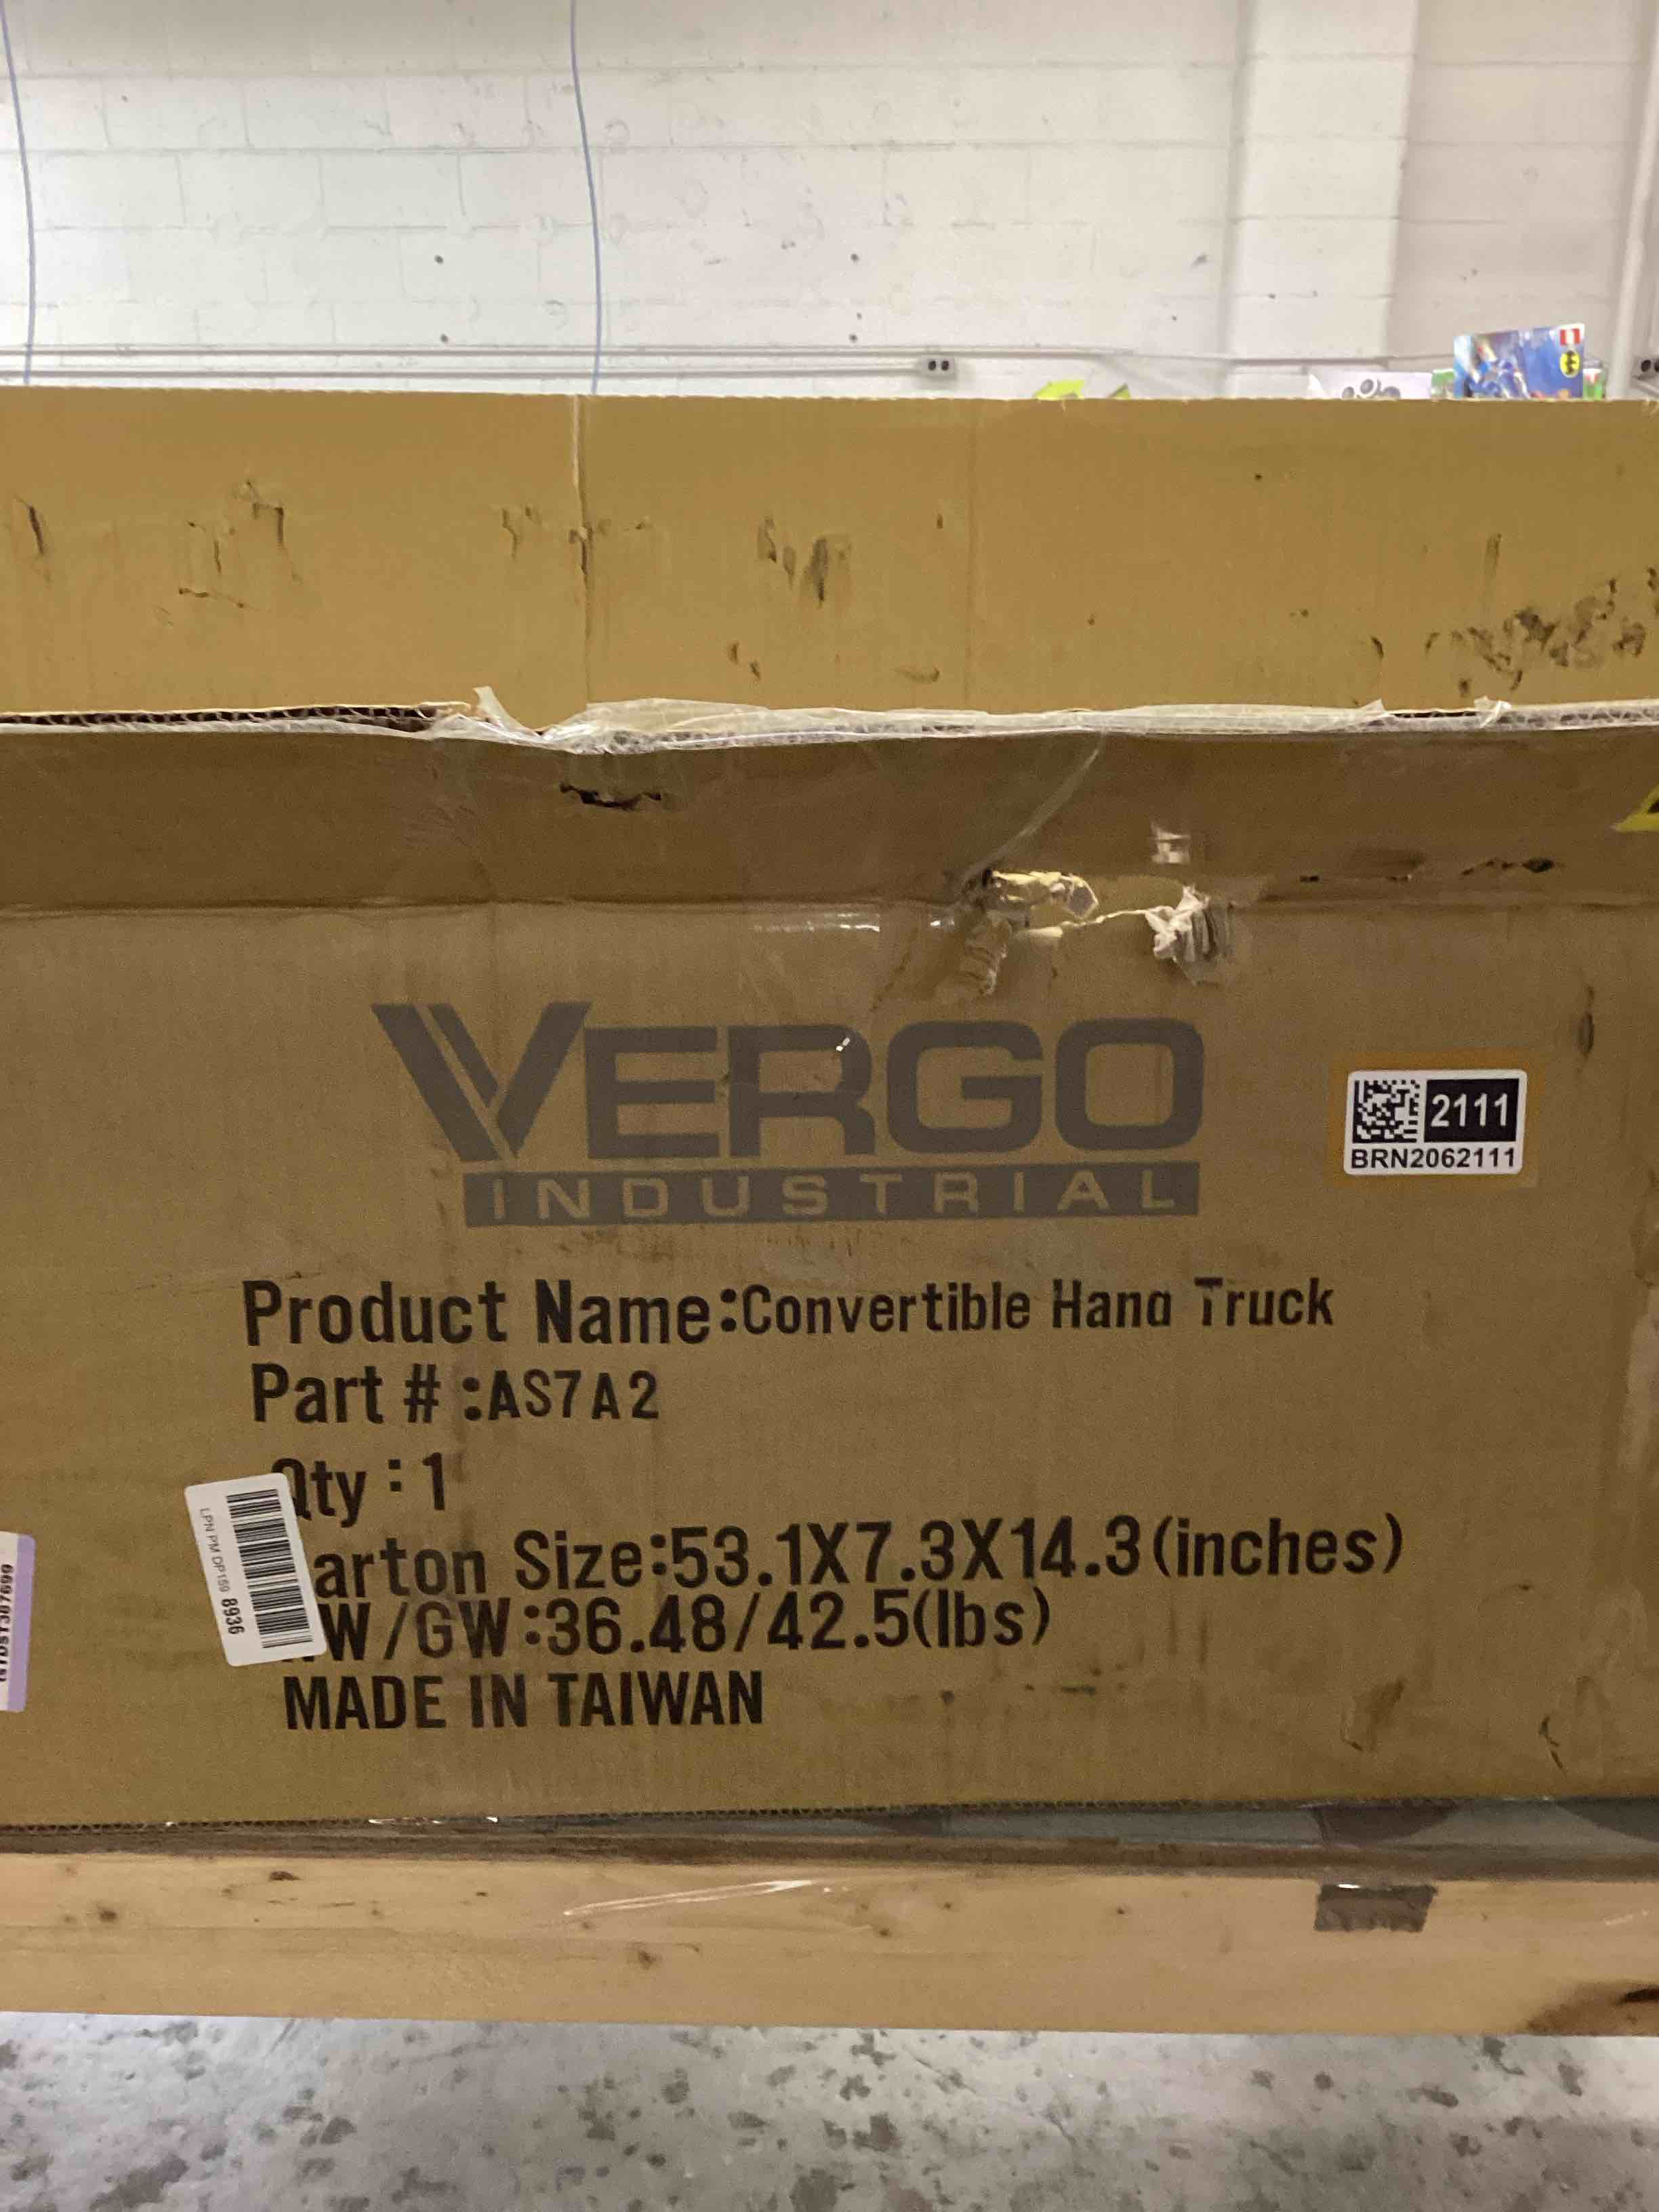 VERGO
INDUSTRIAL
2111
BRN2062111
Product Name:Convertible Hand Truck
Part # :AS7A2
Qty : 1
arton Size:53.1X7.3X14.3(inches)
W/GW:36.48/42.5(lbs)
MADE IN TAIWAN
8936